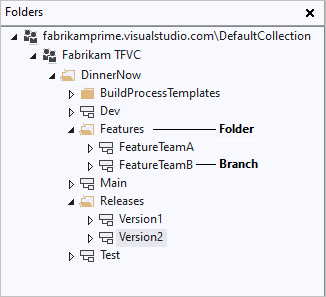 Folders
fabrikamprime.visualstudio.com\DefaultCollection
Fabrikam TFVC
DinnerNow
BuildProcessTemplates
Dev
Features Folder
FeatureTeamA
FeatureTeamB Branch
Main
Releases
Version1
Version2
Test